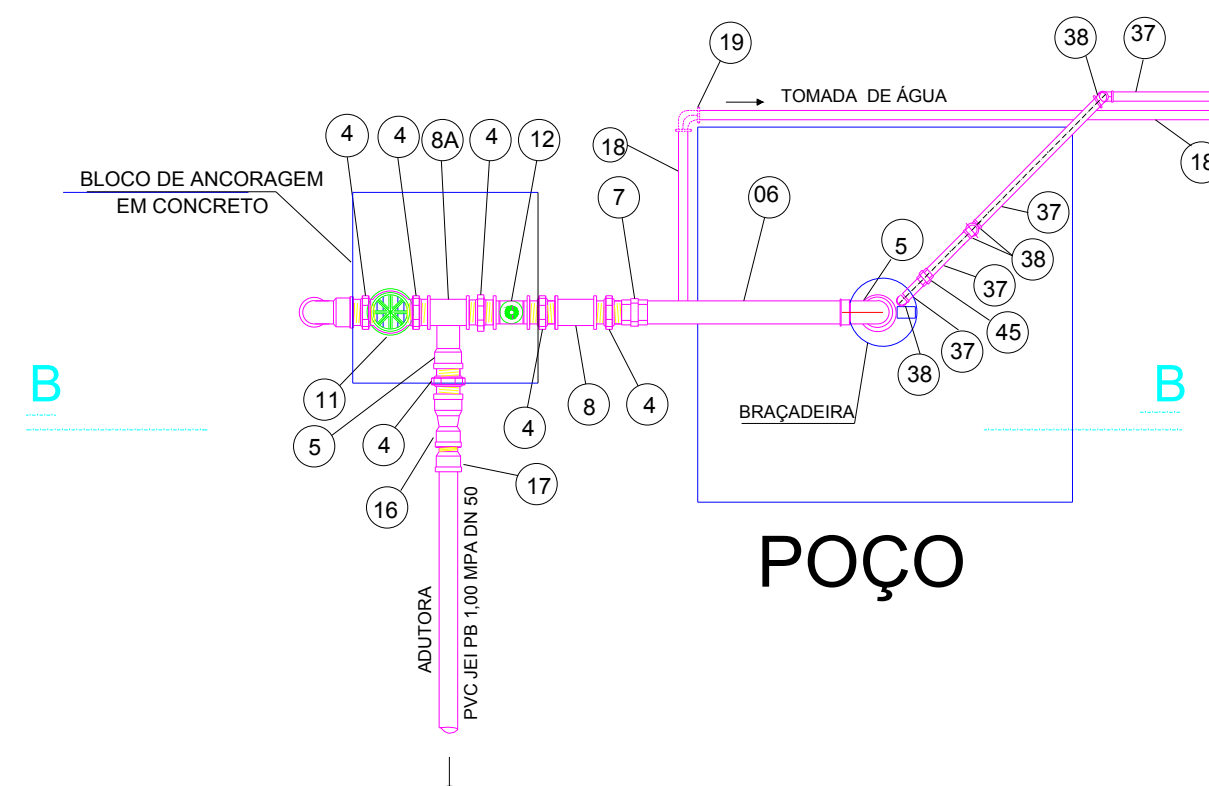 38
37
19
TOMADA DE ÁGUA
4
4
8A
4
12
18
18
BLOCO DE ANCORAGEM
EM CONCRETO
7
06
37
5
38
37
45
37
38
B
B
11
5
4
4
8
4
BRAÇADEIRA
16
17
POÇO
ADUTORA
PVC JEI PB 1,00 MPA DN 50